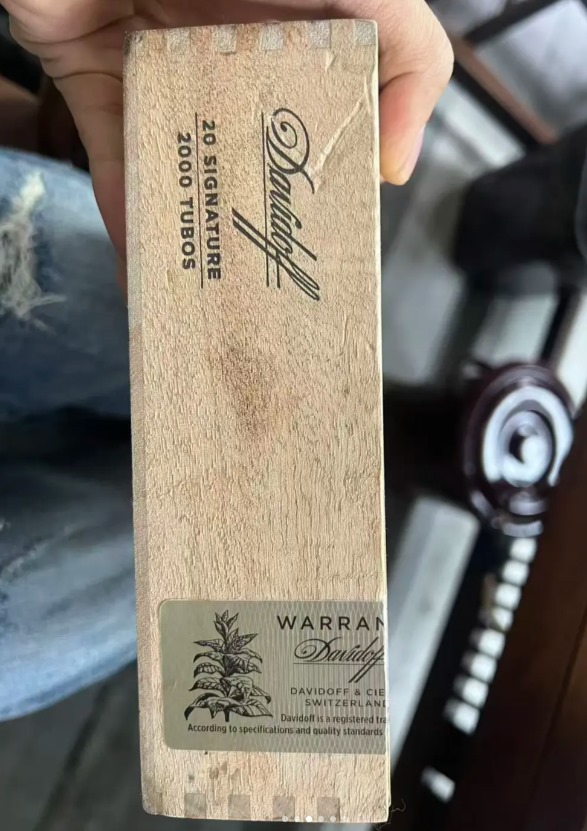 Davidoff
20 SIGNATURE
2000 TUBOS
WARRAN
Davidoff
DAVIDOFF & CIE
SWITZERLAND
Davidoff is a registered tra
According to specifications and quality standards